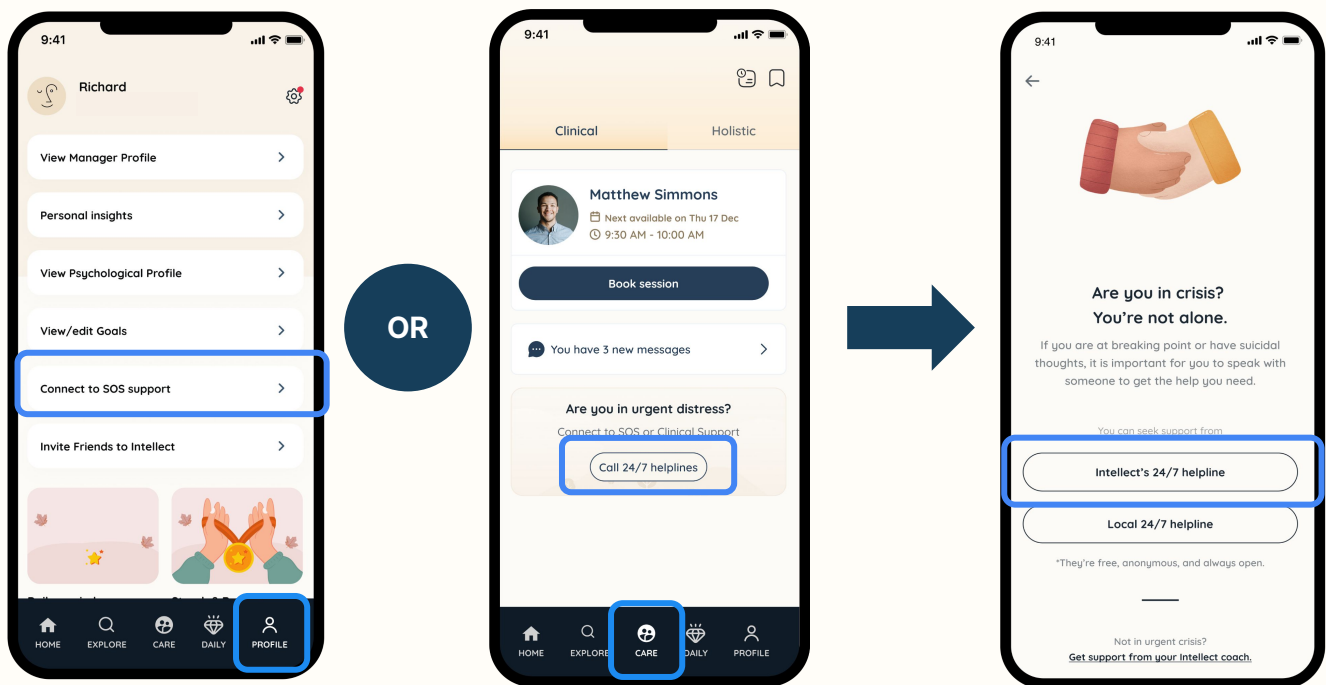 9:41
Richard
View Manager Profile
Personal insights
View Psychological Profile
View/edit Goals
Connect to SOS support
Invite Friends to Intellect
HOME
EXPLORE
CARE
DAILY
PROFILE
OR
9:41
Clinical
Holistic
Matthew Simmons
Next available on Thu 17 Dec
9:30 AM - 10:00 AM
Book session
You have 3 new messages
Are you in urgent distress?
Connect to SOS or Clinical Support
Call 24/7 helplines
HOME
EXPLORE
CARE
DAILY
PROFILE
9:41
Are you in crisis?
You're not alone.
If you are at breaking point or have suicidal
thoughts, it is important for you to speak with
someone to get the help you need.
You can seek support from
Intellect's 24/7 helpline
Local 24/7 helpline
*They're free, anonymous, and always open.
Not in urgent crisis?
Get support from your Intellect coach.